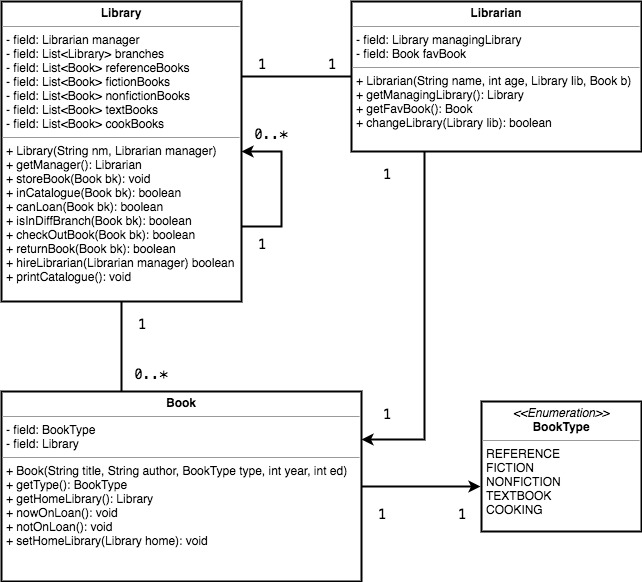 Library
- field: Librarian manager
- field: List<Library> branches
- field: List<Book> referenceBooks
- field: List<Book> fictionBooks
- field: List<Book> nonfictionBooks
- field: List<Book> textBooks
- field: List<Book> cookBooks
+ Library(String nm, Librarian manager)
+ getManager(): Librarian
+ storeBook(Book bk): void
+ inCatalogue(Book bk): boolean
+ canLoan(Book bk): boolean
+ isInDiffBranch(Book bk): boolean
+ checkOutBook(Book bk): boolean
+ returnBook(Book bk): boolean
+ hireLibrarian(Librarian manager) boolean
+ printCatalogue(): void
1
1
0..*
1
Librarian
- field: Library managingLibrary
- field: Book favBook
+ Librarian(String name, int age, Library lib, Book b)
+ getManagingLibrary(): Library
+ getFavBook(): Book
+ changeLibrary(Library lib): boolean
1
1
1
0..*
Book
- field: BookType
- field: Library
+ Book(String title, String author, BookType type, int year, int ed)
+ getType(): BookType
+ getHomeLibrary(): Library
+ nowOnLoan(): void
+ notOnLoan(): void
+ setHomeLibrary(Library home): void
1
1
<<Enumeration>>
BookType
REFERENCE
FICTION
NONFICTION
TEXTBOOK
COOKING